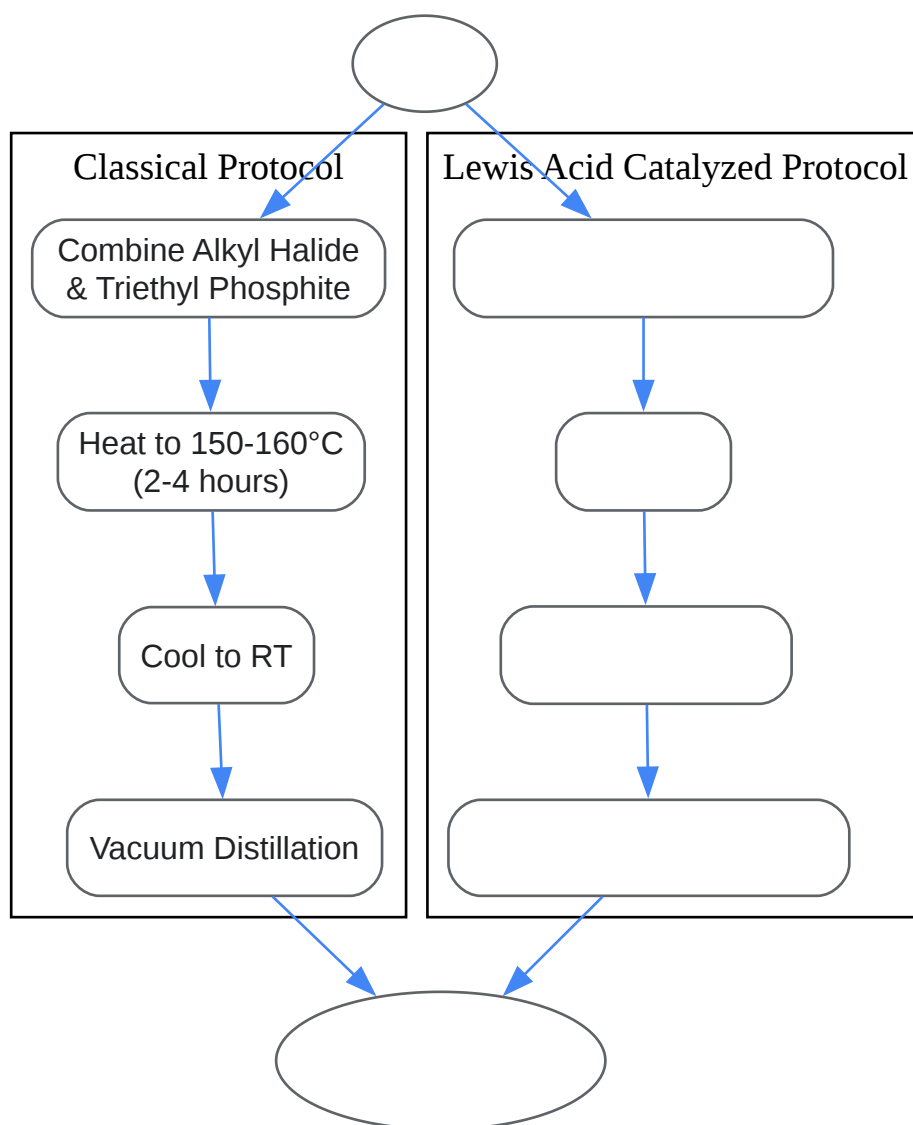 Classical Protocol
Combine Alkyl Halide
& Triethyl Phosphite
Heat to 150-160°C
(2-4 hours)
Cool to RT
Vacuum Distillation
Lewis Acid Catalyzed Protocol